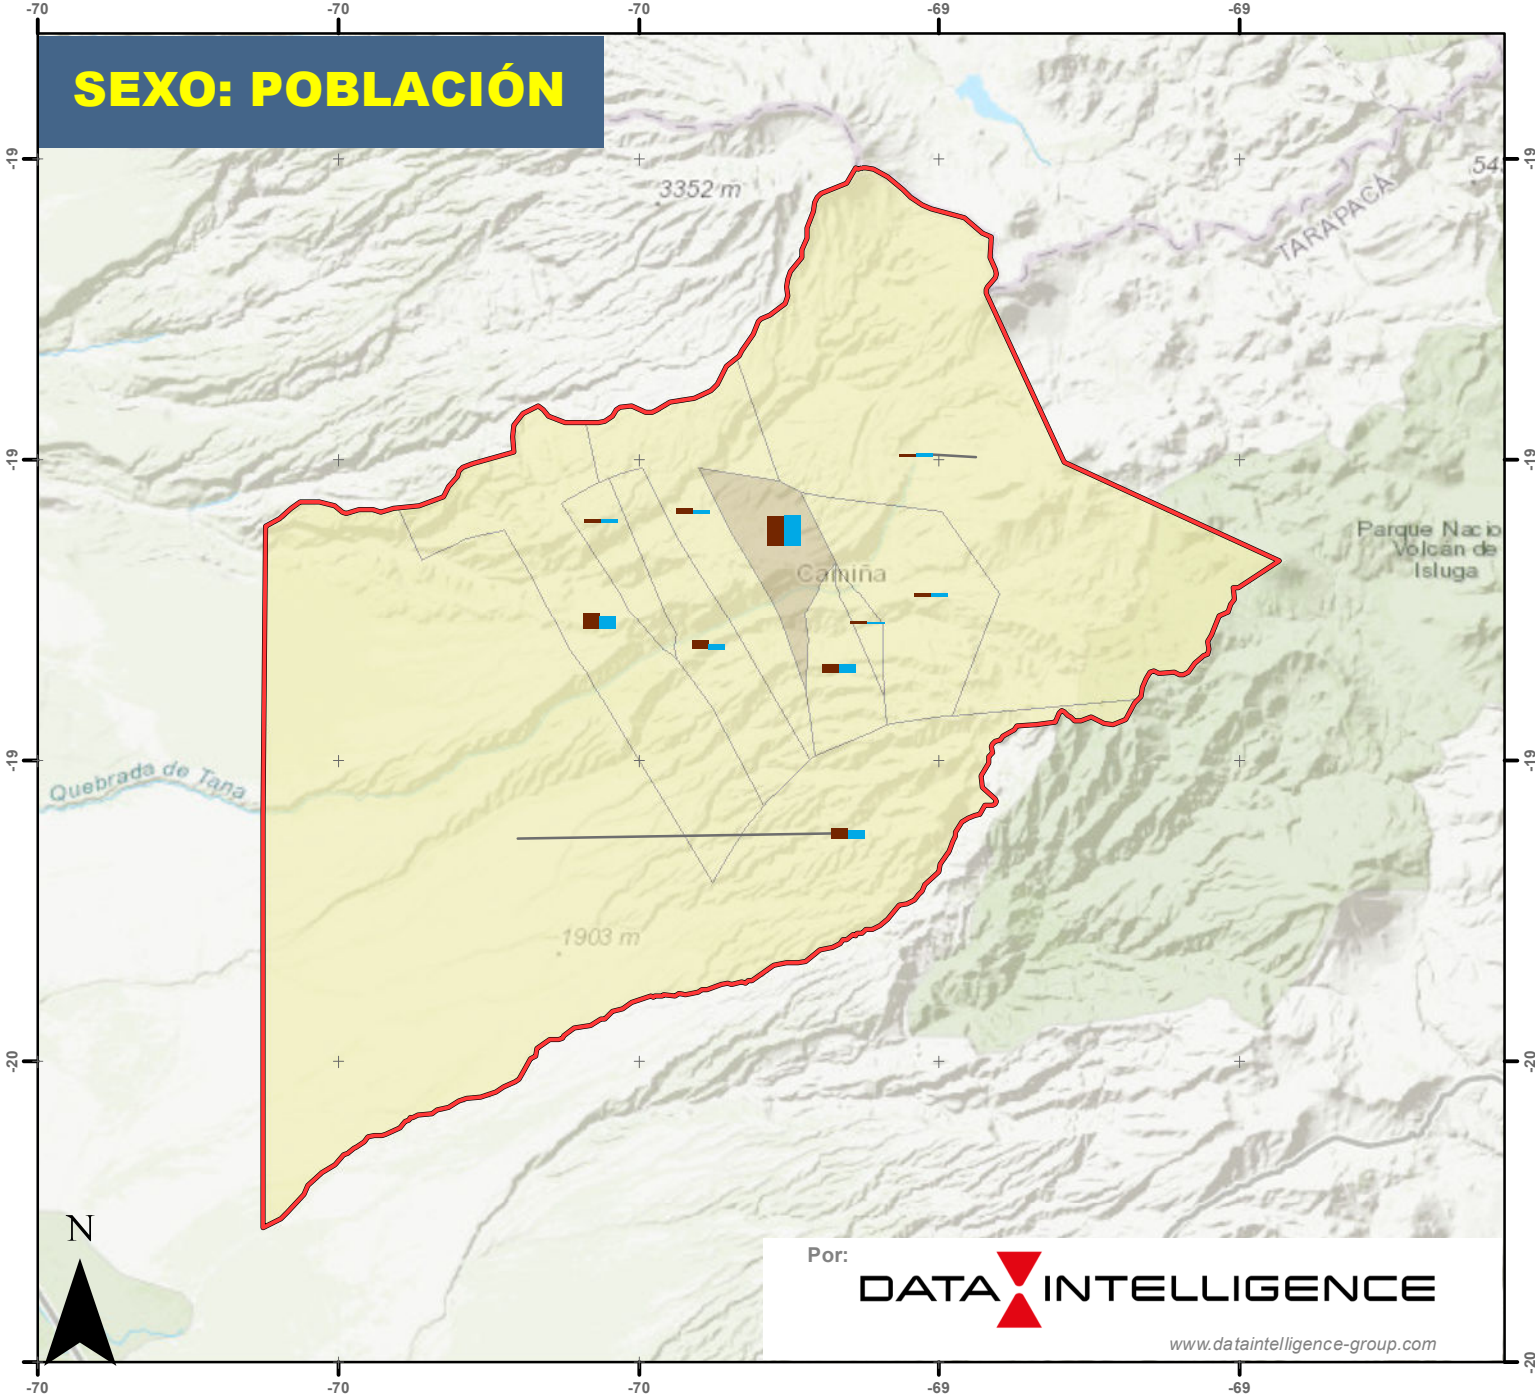 -70 -70 -70 -69 -69
SEXO: POBLACIÓN
-19 -19
3352 m
TARAPACÁ
-19 -19
Parque Nacio
Volcán de
Isluga
Camiña
-19 -19
Quebrada de Tana
1903 m
-20 -20
N
Por:
DATA INTELLIGENCE
www.dataintelligence-group.com
-20
-70 -70 -70 -69 -69